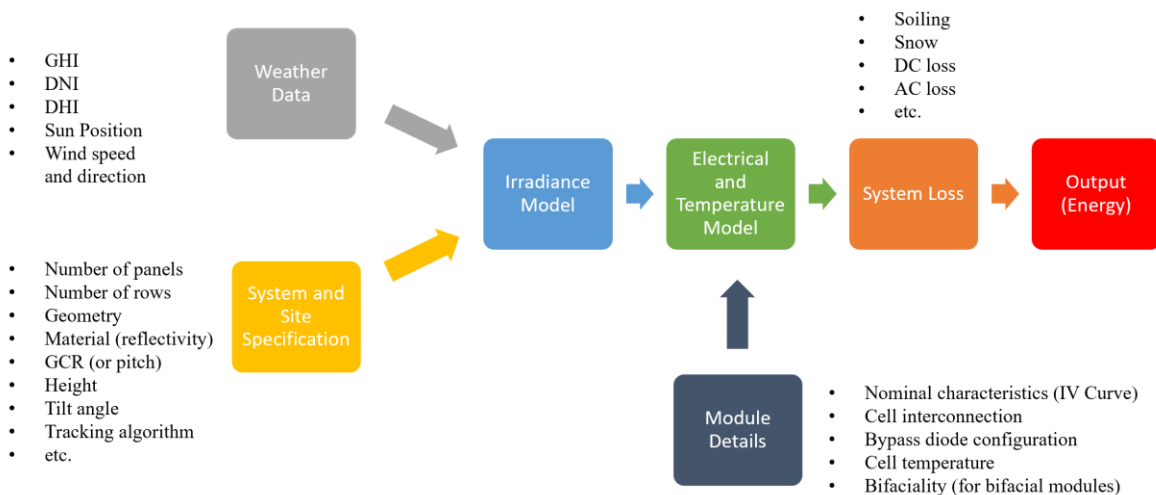 • GHI
• DNI
• DHI
• Sun Position
• Wind speed
and direction
Weather
Data
• Number of panels
• Number of rows
• Geometry
• Material (reflectivity)
• GCR (or pitch)
• Height
• Tilt angle
• Tracking algorithm
• etc.
System and
Site
Specification
Irradiance
Model
Electrical
and
Temperature
Model
• Soiling
• Snow
• DC loss
• AC loss
• etc.
System Loss
Output
(Energy)
Module
Details
• Nominal characteristics (IV Curve)
• Cell interconnection
• Bypass diode configuration
• Cell temperature
• Bifaciality (for bifacial modules)